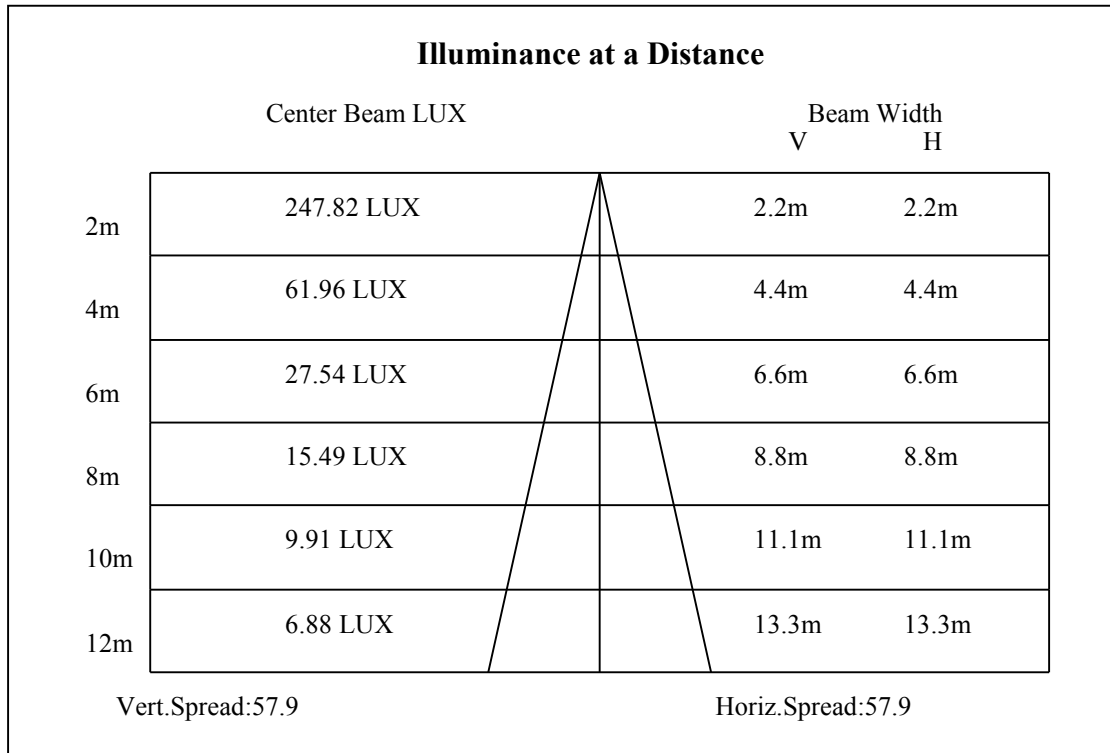 Illuminance at a Distance
Center Beam LUX Beam Width
V H
247.82 LUX 2.2m 2.2m
2m
61.96 LUX 4.4m 4.4m
4m
27.54 LUX 6.6m 6.6m
6m
15.49 LUX 8.8m 8.8m
8m
9.91 LUX 11.1m 11.1m
10m
6.88 LUX 13.3m 13.3m
12m
Vert.Spread:57.9 Horiz.Spread:57.9